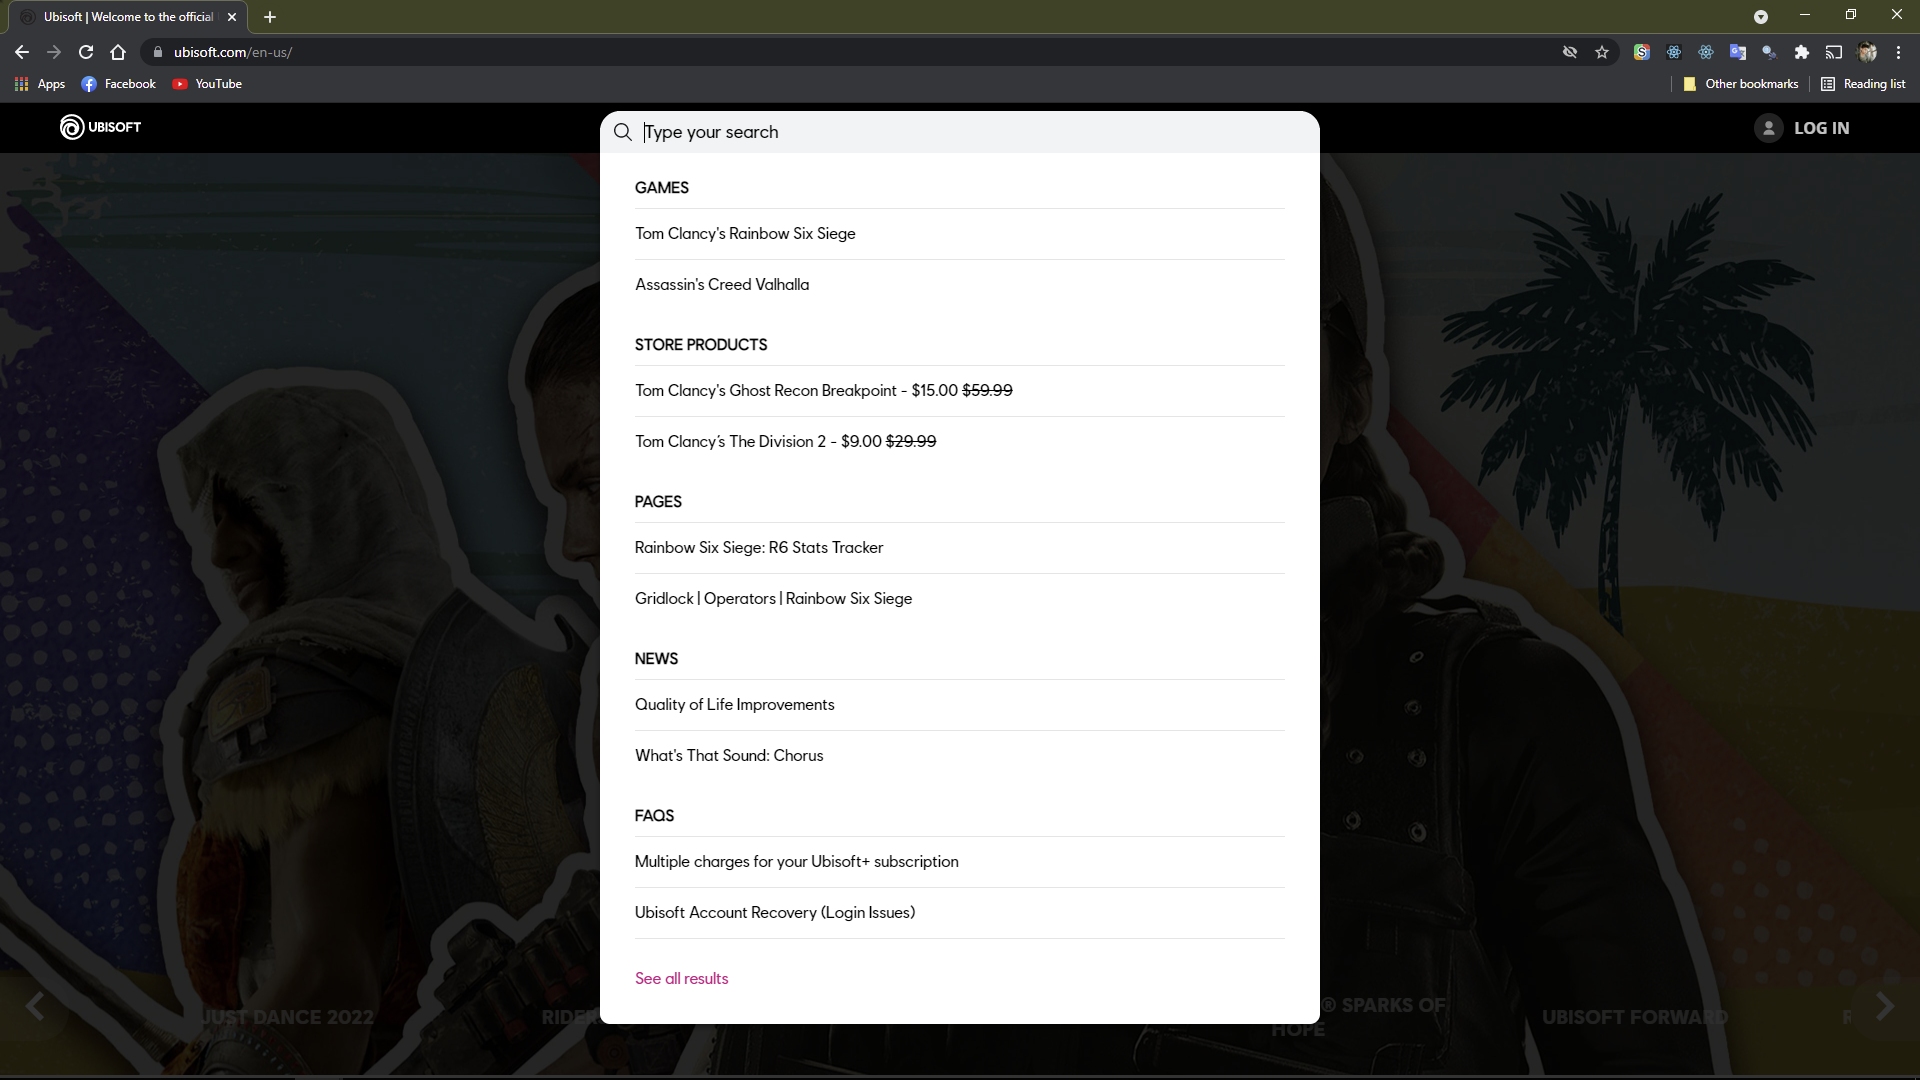 Ubisoft | Welcome to the official
ubisoft.com/en-us/
Apps
Facebook
YouTube
Other bookmarks
Reading list
UBISOFT
Type your search
LOG IN
GAMES
Tom Clancy's Rainbow Six Siege
Assassin's Creed Valhalla
STORE PRODUCTS
Tom Clancy's Ghost Recon Breakpoint - $15.00 $59.99
Tom Clancy's The Division 2 - $9.00 $29.99
PAGES
Rainbow Six Siege: R6 Stats Tracker
Gridlock | Operators | Rainbow Six Siege
NEWS
Quality of Life Improvements
What's That Sound: Chorus
FAQS
Multiple charges for your Ubisoft+ subscription
Ubisoft Account Recovery (Login Issues)
See all results
JUST DANCE 2022
RIDER
® SPARKS OF
HOPE
UBISOFT FORWARD